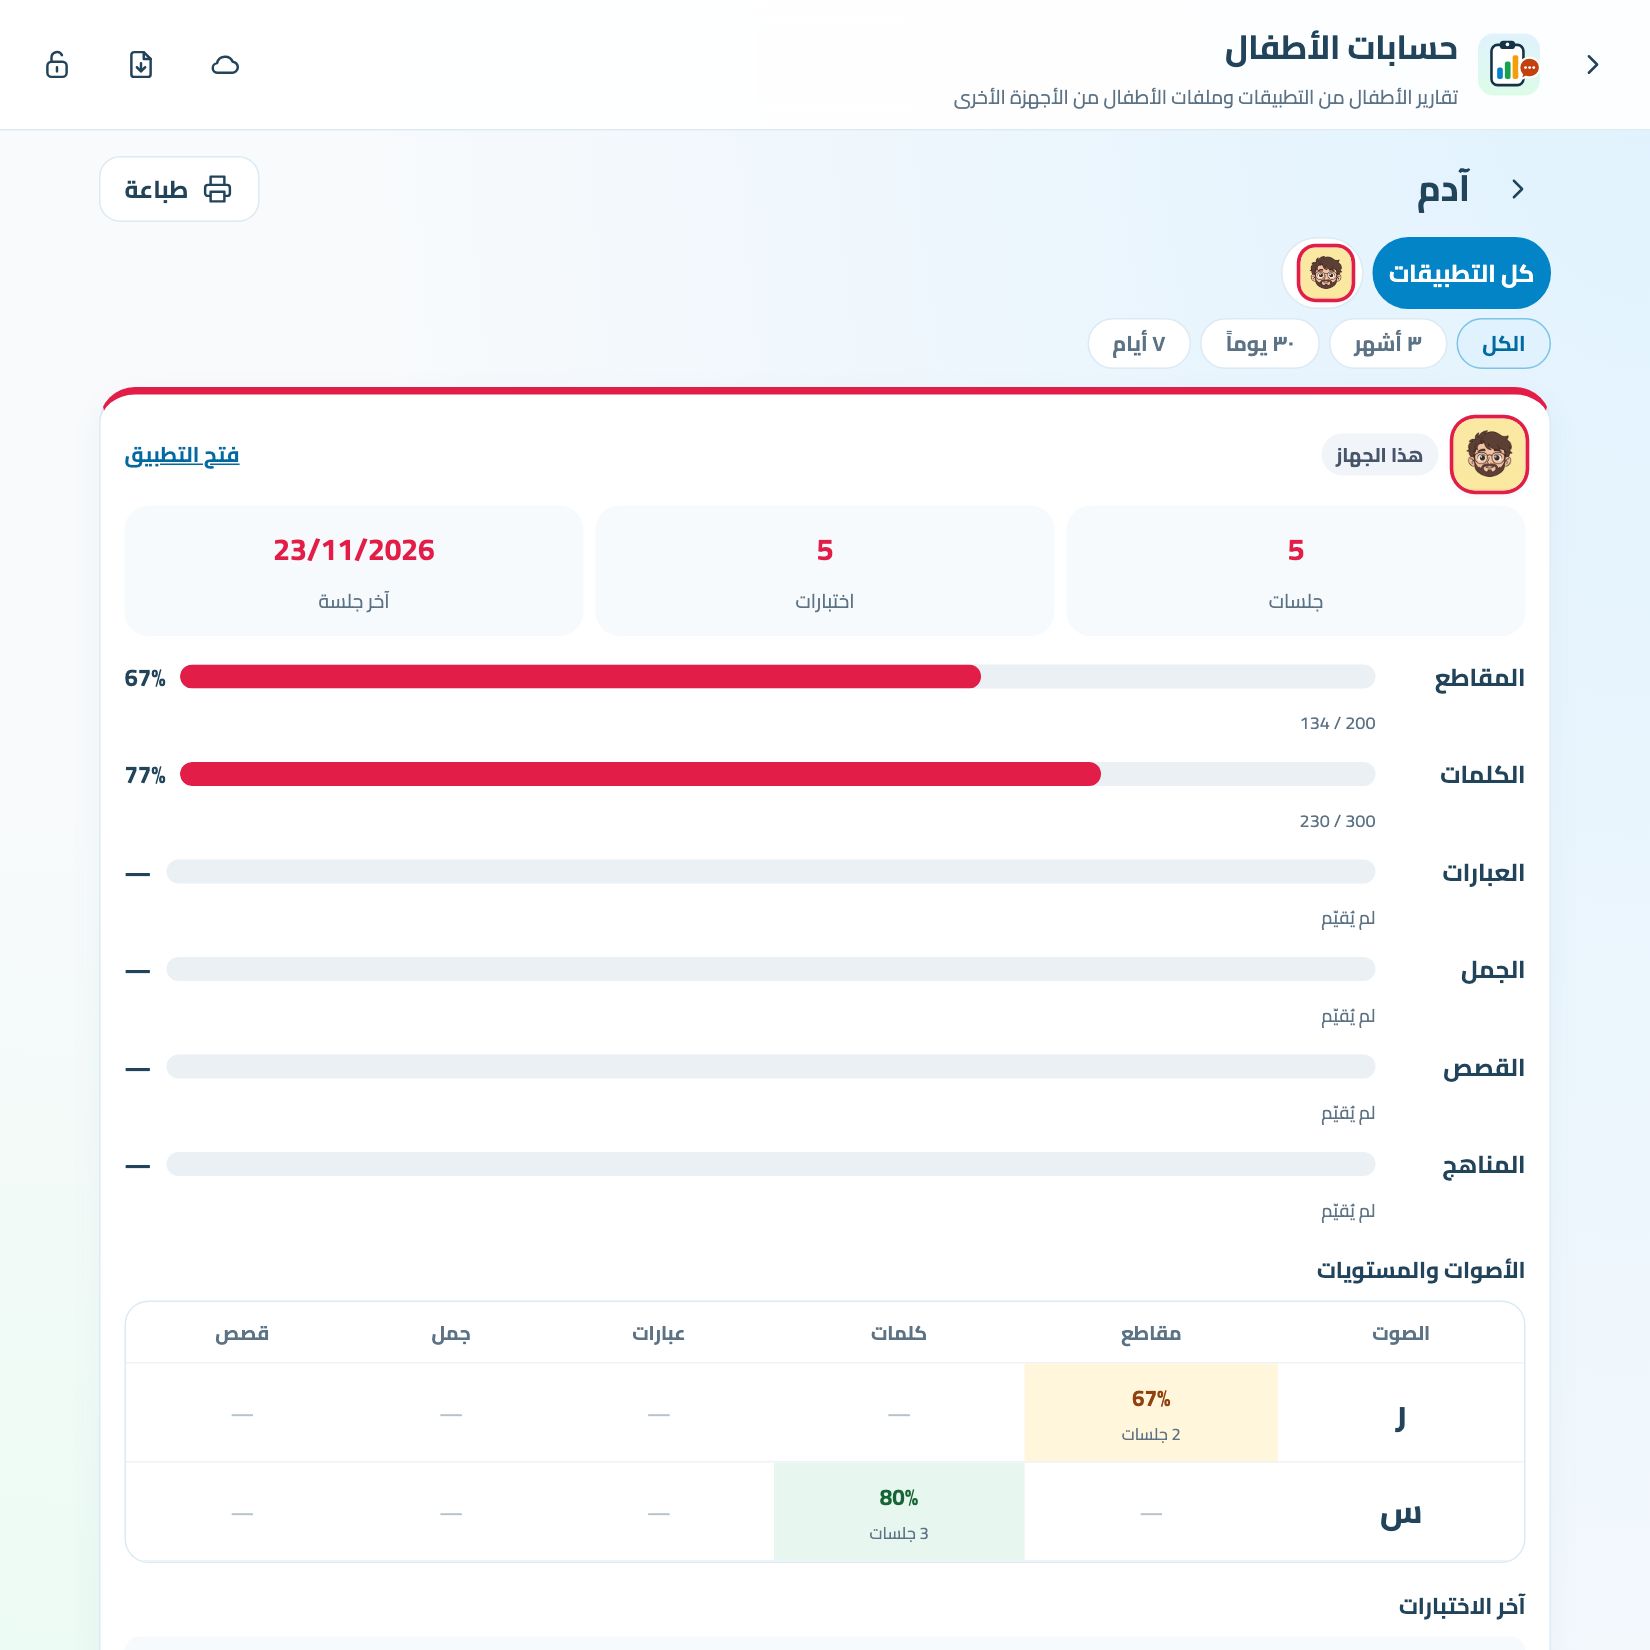 حسابات الأطفال
تقارير الأطفال من التطبيقات وملفات الأطفال من الأجهزة الأخرى
آدم
طباعة
كل التطبيقات
الكل
٣ أشهر
٣٠ يوماً
٧ أيام
هذا الجهاز
فتح التطبيق
5
جلسات
5
اختبارات
23/11/2026
آخر جلسة
المقاطع
67%
134 / 200
الكلمات
77%
230 / 300
العبارات
—
لم يُقيّم
الجمل
—
لم يُقيّم
القصص
—
لم يُقيّم
المناهج
—
لم يُقيّم
الأصوات والمستويات
الصوت مقاطع كلمات عبارات جمل قصص
ر 67% — — — —
2 جلسات
س — 80% — — —
3 جلسات
آخر الاختبارات